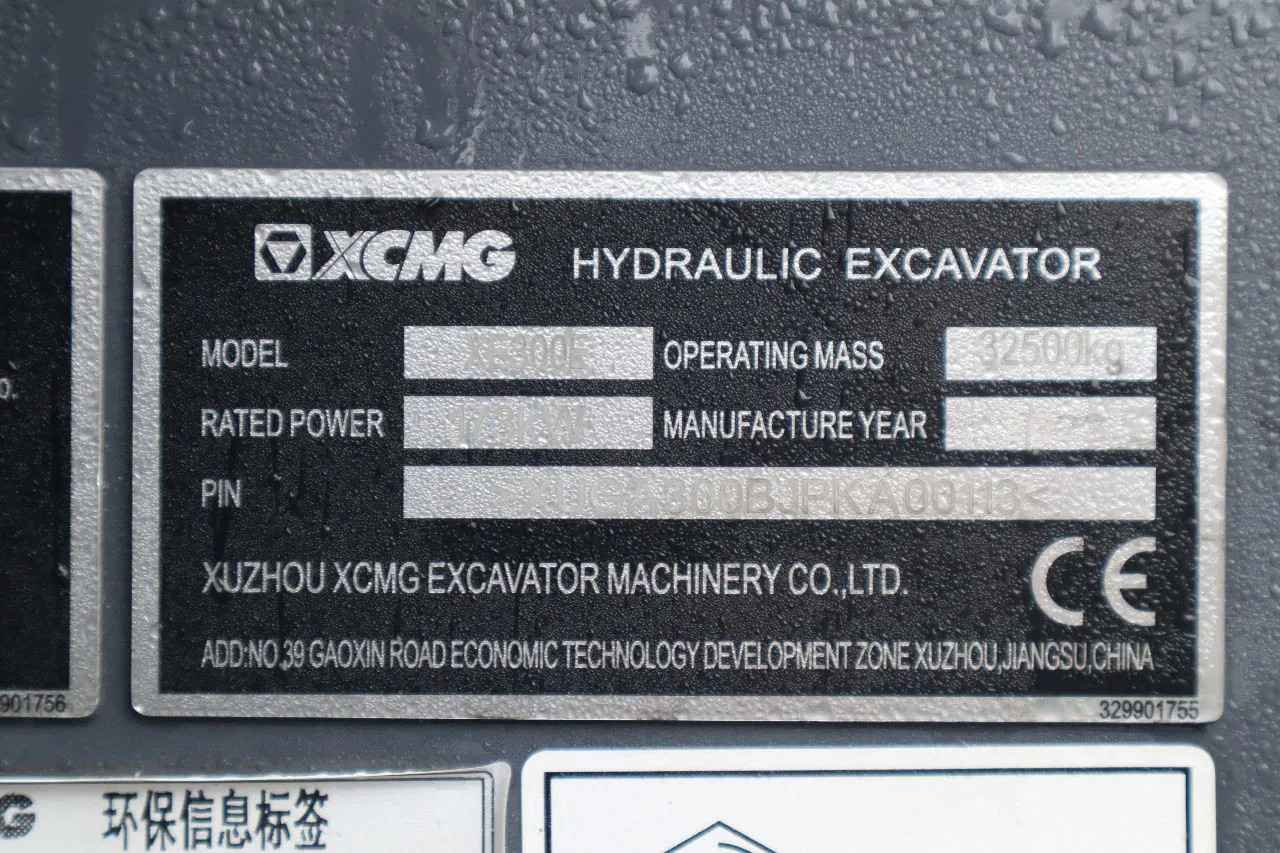 XCMG HYDRAULIC EXCAVATOR
MODEL XE300E OPERATING MASS 32500kg
RATED POWER MANUFACTURE YEAR
PIN
XUZHOU XCMG EXCAVATOR MACHINERY CO.,LTD. CE
ADD:NO,39 GAOXIN ROAD ECONOMIC TECHNOLOGY DEVELOPMENT ZONE XUZHOU,JIANGSU,CHINA
901756
329901755
环保信息标签